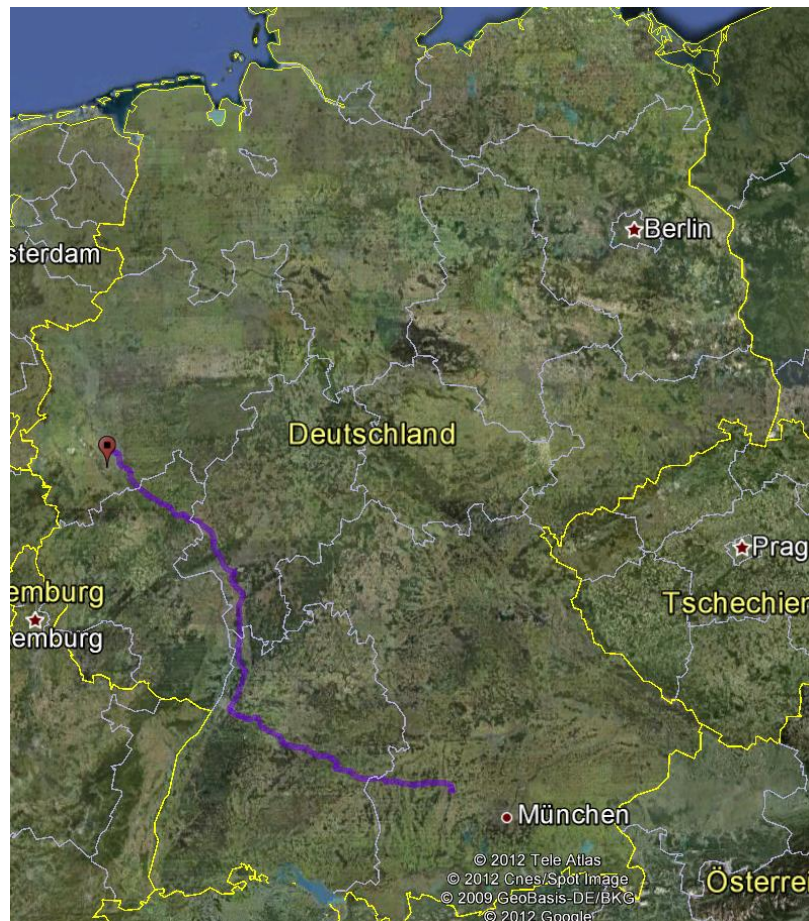 Berlin
sterdam
Deutschland
Prag
emburg
Tschechier
emburg
München
© 2012 Tele Atlas
© 2012 Cnes/Spot Image
Österrei
© 2009 GeoBasis-DE/BKG
© 2012 Google